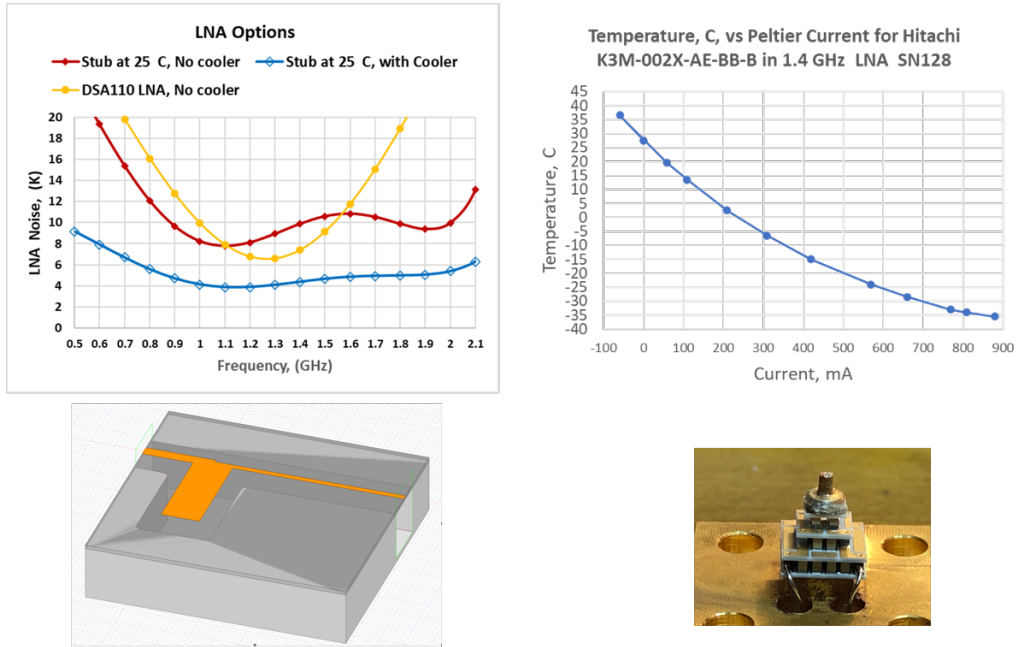 LNA Options
Stub at 25 C, No cooler
Stub at 25 C, with Cooler
DSA110 LNA, No cooler
20
18
16
14
12
10
8
6
4
2
0
LNA Noise, (K)
0.5 0.6 0.7 0.8 0.9 1 1.1 1.2 1.3 1.4 1.5 1.6 1.7 1.8 1.9 2 2.1
Frequency, (GHz)
Temperature, C, vs Peltier Current for Hitachi
K3M-002X-AE-BB-B in 1.4 GHz LNA SN128
45
40
35
30
25
20
15
10
5
0
-5
-10
-15
-20
-25
-30
-35
-40
Temperature, C
-100 0 100 200 300 400 500 600 700 800 900
Current, mA